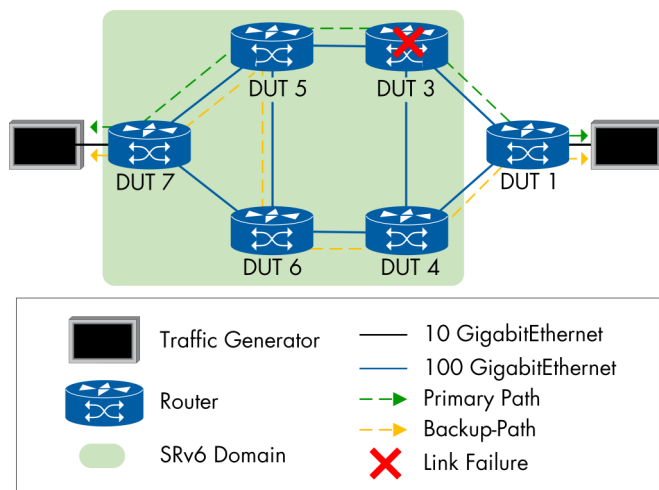 DUT 5
DUT 3
DUT 7
DUT 1
DUT 6
DUT 4
Traffic Generator
Router
SRv6 Domain
10 GigabitEthernet
100 GigabitEthernet
Primary Path
Backup-Path
Link Failure